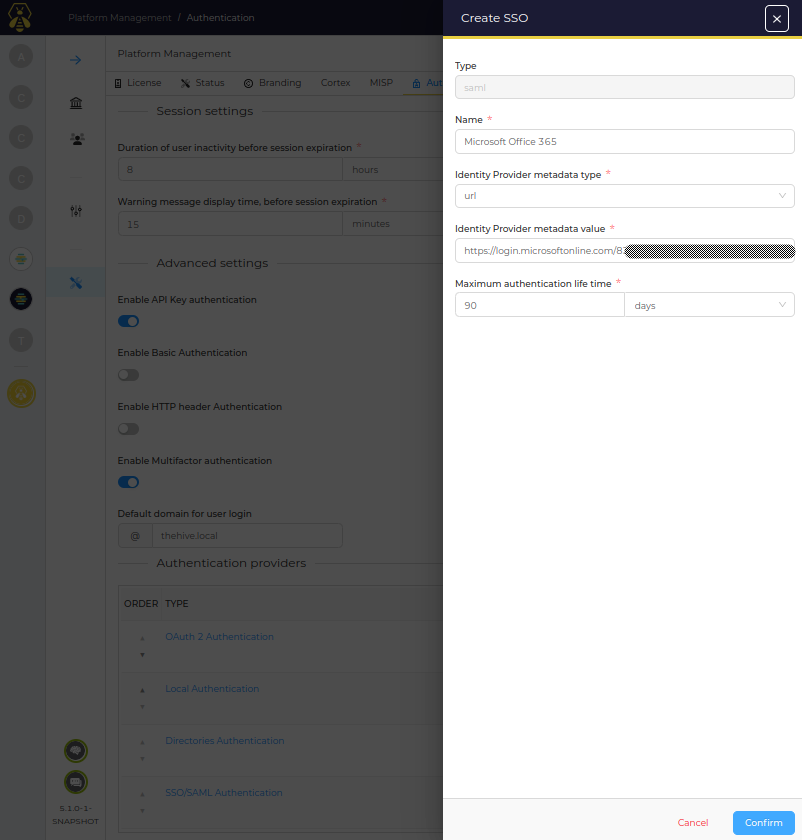 Platform Management / Authentication
Create SSO
A
C
C
C
D
T
Platform Management
License Status Branding Cortex MISP Aut
Session settings
Duration of user inactivity before session expiration *
8 hours
Warning message display time, before session expiration *
15 minutes
Advanced settings
Enable API Key authentication
Enable Basic Authentication
Enable HTTP header Authentication
Enable Multifactor authentication
Default domain for user login
@ thehive.local
Authentication providers
ORDER TYPE
OAuth 2 Authentication
Local Authentication
Directories Authentication
SSO/SAML Authentication
5.1.0-1-
SNAPSHOT
Type
saml
Name *
Microsoft Office 365
Identity Provider metadata type *
url
Identity Provider metadata value *
https://login.microsoftonline.com/8
Maximum authentication life time *
90 days
Cancel Confirm